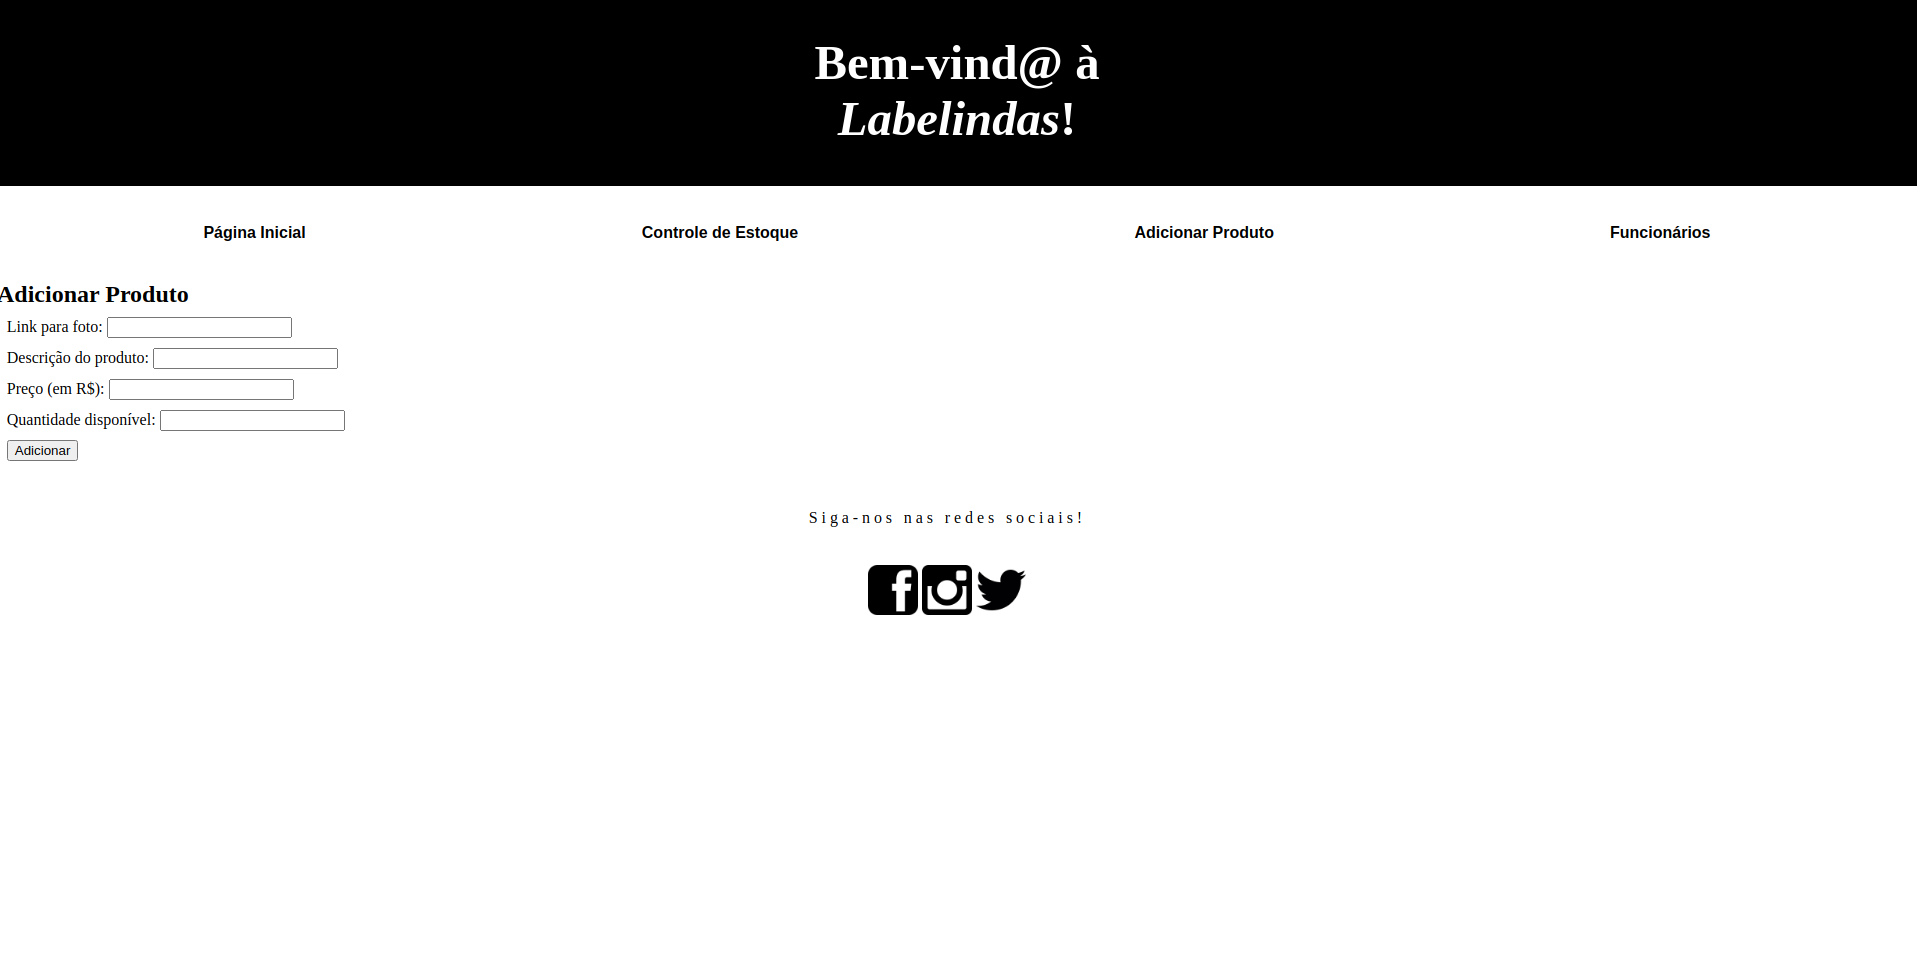 Bem-vind@ à
Labelindas!
Página Inicial Controle de Estoque Adicionar Produto Funcionários
Adicionar Produto
Link para foto:
Descrição do produto:
Preço (em R$):
Quantidade disponível:
Adicionar
Siga-nos nas redes sociais!